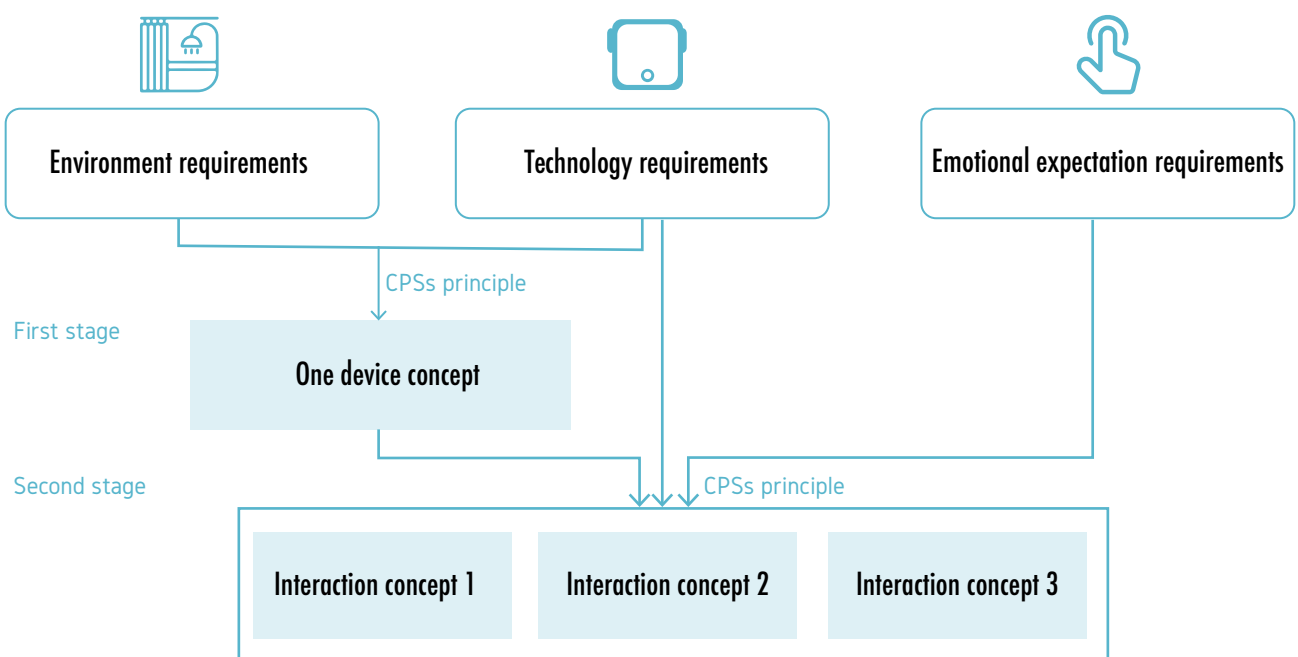 Environment requirements
Technology requirements
Emotional expectation requirements
CPSs principle
First stage
One device concept
Second stage
CPSs principle
Interaction concept 1
Interaction concept 2
Interaction concept 3